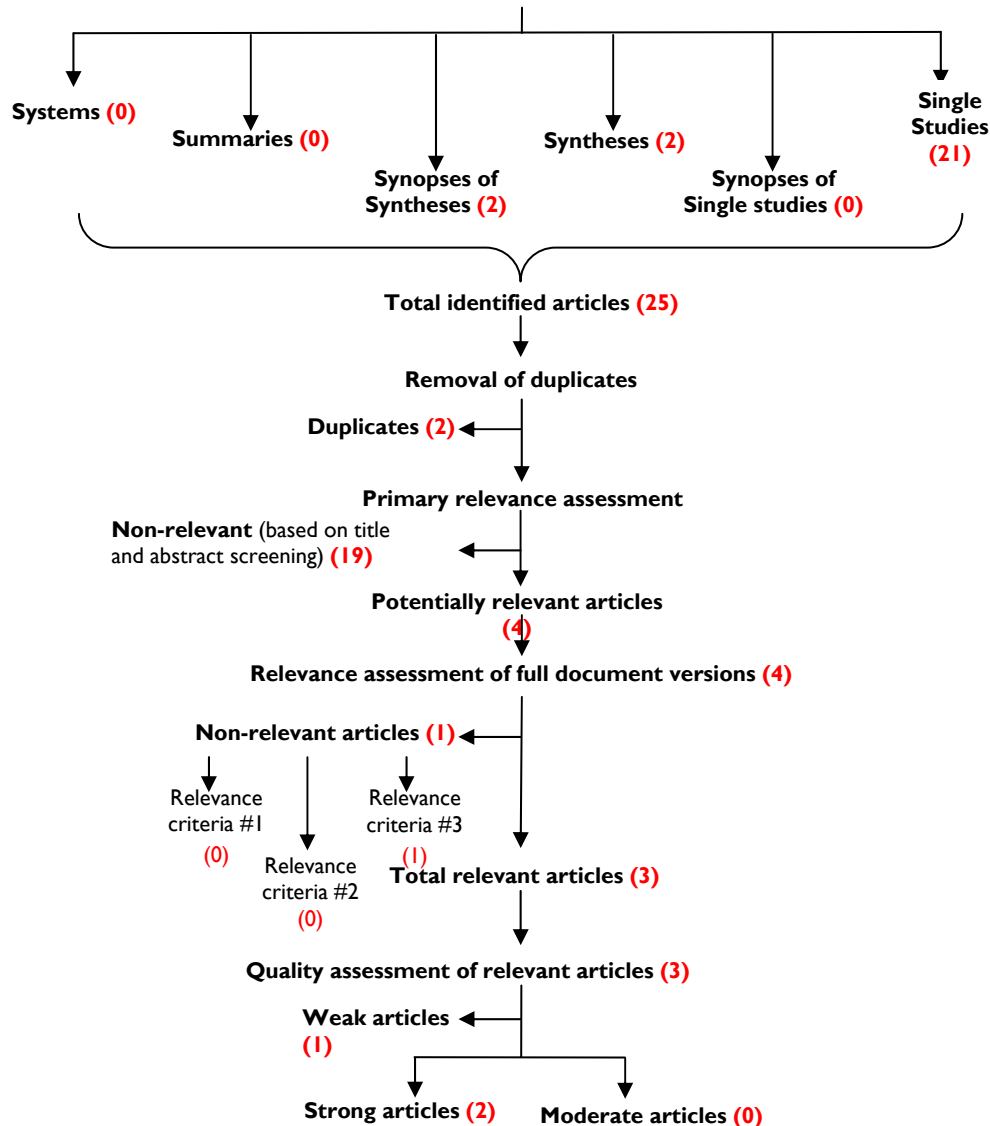 Systems (0)
Summaries (0)
Synopses of
Syntheses (2)
Syntheses (2)
Synopses of
Single studies (0)
Single
Studies
(21)
Total identified articles (25)
Removal of duplicates
Duplicates (2)
Primary relevance assessment
Non-relevant (based on title
and abstract screening) (19)
Potentially relevant articles
(4)
Relevance assessment of full document versions (4)
Non-relevant articles (1)
Relevance
criteria #1
(0)
Relevance
criteria #2
(0)
Relevance
criteria #3
(1)
Total relevant articles (3)
Quality assessment of relevant articles (3)
Weak articles
(1)
Strong articles (2)
Moderate articles (0)